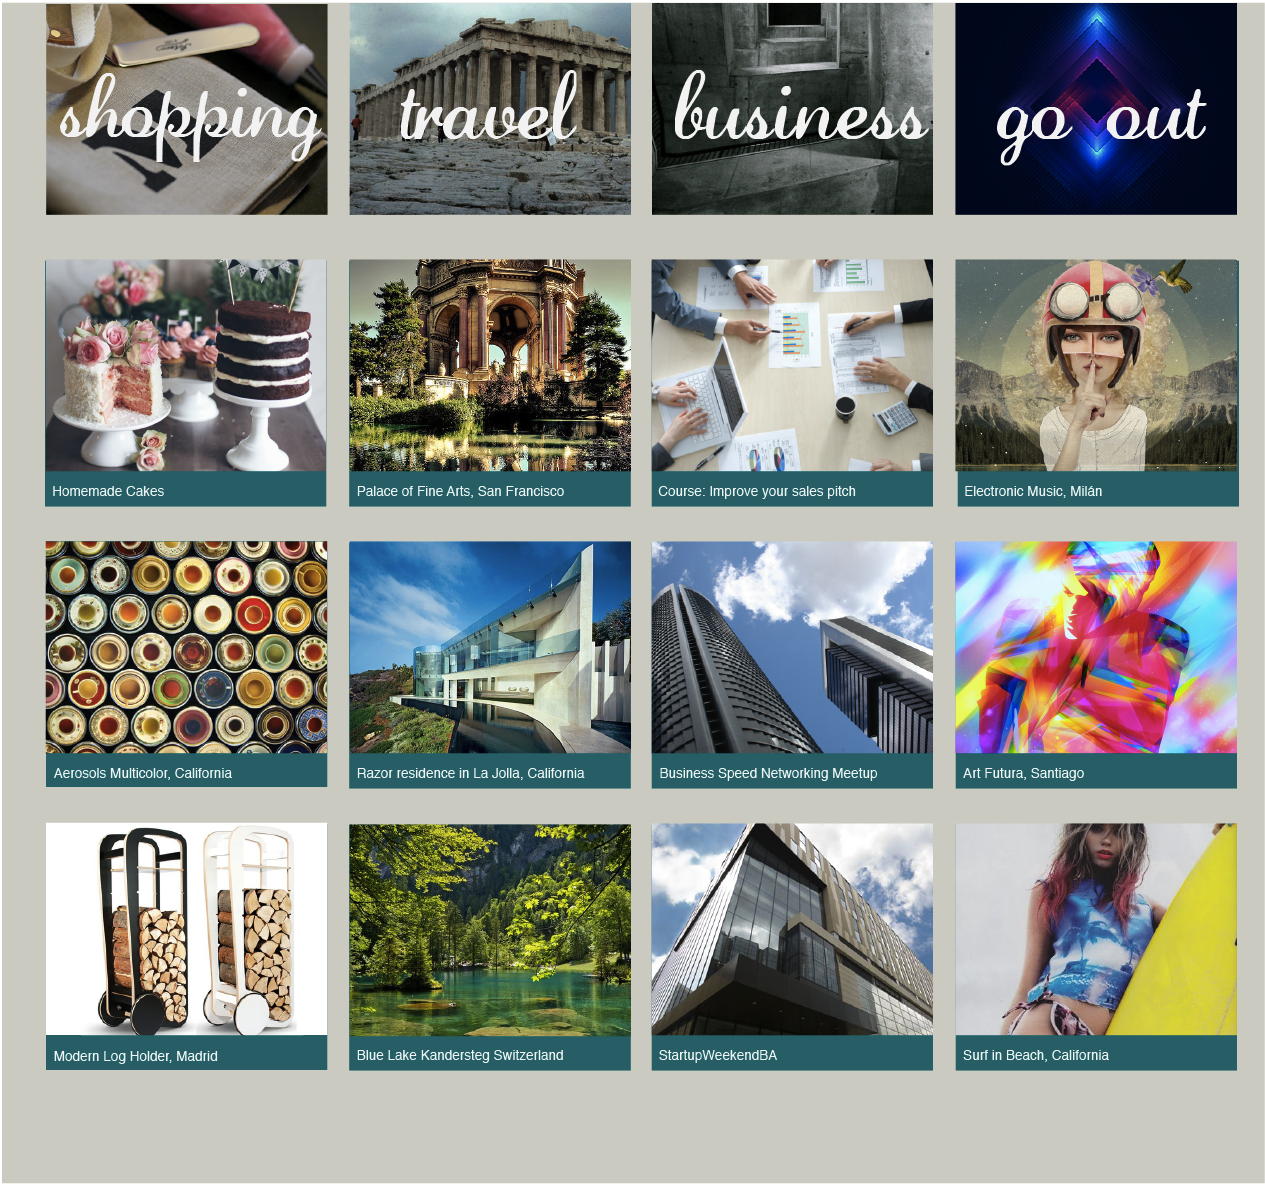 shopping
travel
business
go out
Homemade Cakes
Palace of Fine Arts, San Francisco
Course: Improve your sales pitch
Electronic Music, Milán
Aerosols Multicolor, California
Razor residence in La Jolla, California
Business Speed Networking Meetup
Art Futura, Santiago
Modern Log Holder, Madrid
Blue Lake Kandersteg Switzerland
StartupWeekendBA
Surf in Beach, California